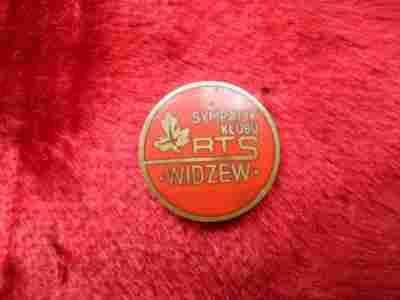 SYMPATYK
KLUBU
RTS
·WIDZEW·